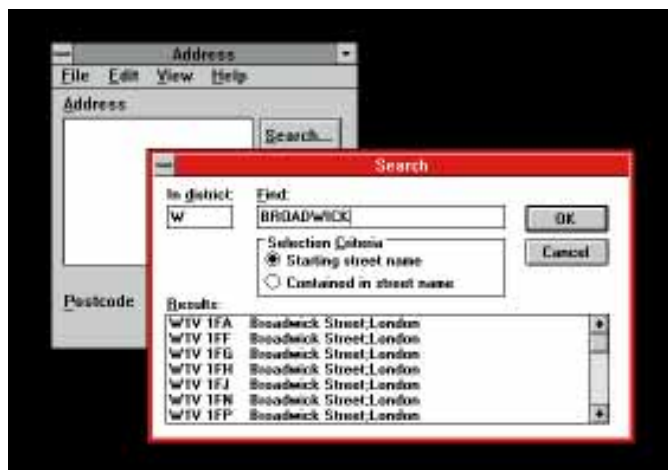 Address
File Edit View Help
Address
Search...
Search
In district:
Find:
W
BROADWICK
OK
Selection Criteria
Starting street name
Contained in street name
Cancel
Postcode
Results:
W1V 1FA Broadwick Street;London
W1V 1FF Broadwick Street;London
W1V 1FG Broadwick Street;London
W1V 1FH Broadwick Street;London
W1V 1FJ Broadwick Street;London
W1V 1FN Broadwick Street;London
W1V 1FP Broadwick Street;London